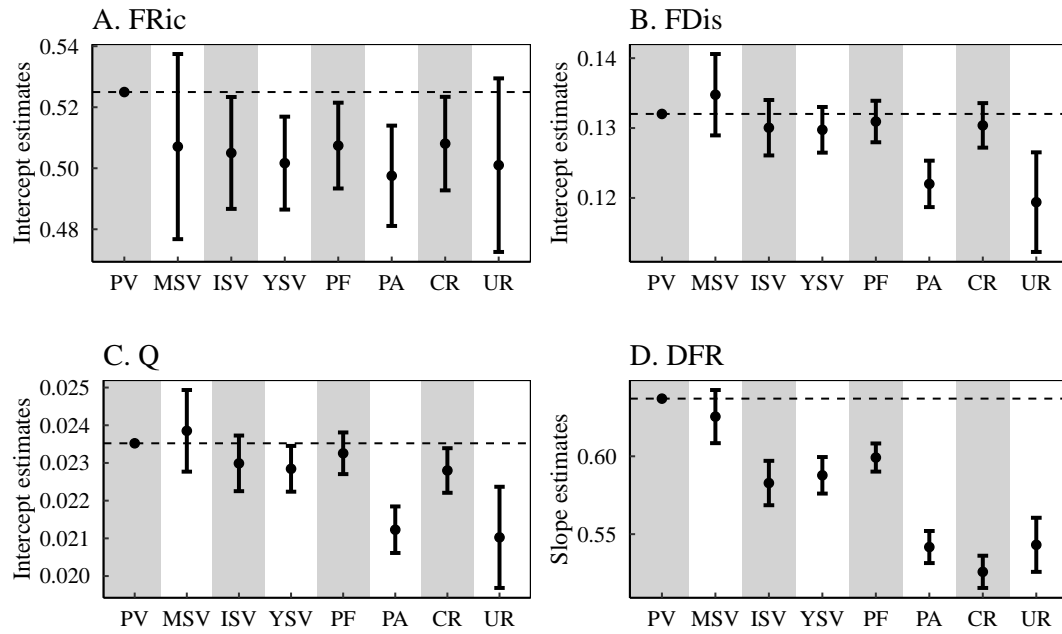 A. FRic
Intercept estimates
0.54
0.52
0.50
0.48
PV MSV ISV YSV PF PA CR UR
B. FDis
Intercept estimates
0.14
0.13
0.12
PV MSV ISV YSV PF PA CR UR
C. Q
Intercept estimates
0.025
0.024
0.023
0.022
0.021
0.020
PV MSV ISV YSV PF PA CR UR
D. DFR
Slope estimates
0.60
0.55
PV MSV ISV YSV PF PA CR UR